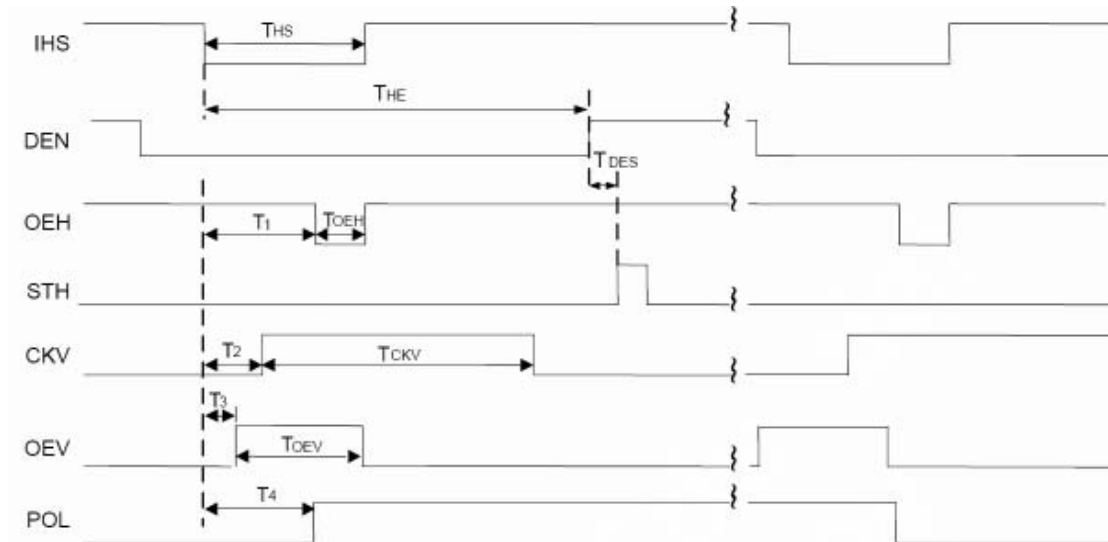 IHS
THS
THE
DEN
TDES
OEH
T1
TOEH
STH
CKV
T2
TCKV
T3
OEV
TOEV
T4
POL